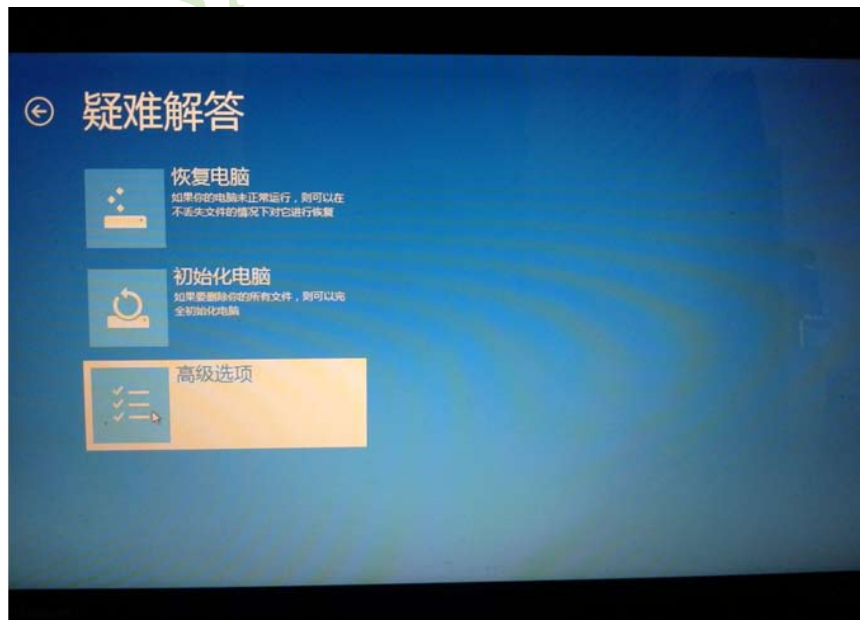 疑难解答
恢复电脑
如果你的电脑未正常运行，则可以在
不丢失文件的情况下对它进行恢复
初始化电脑
如果要删除你的所有文件，则可以完
全初始化电脑
高级选项